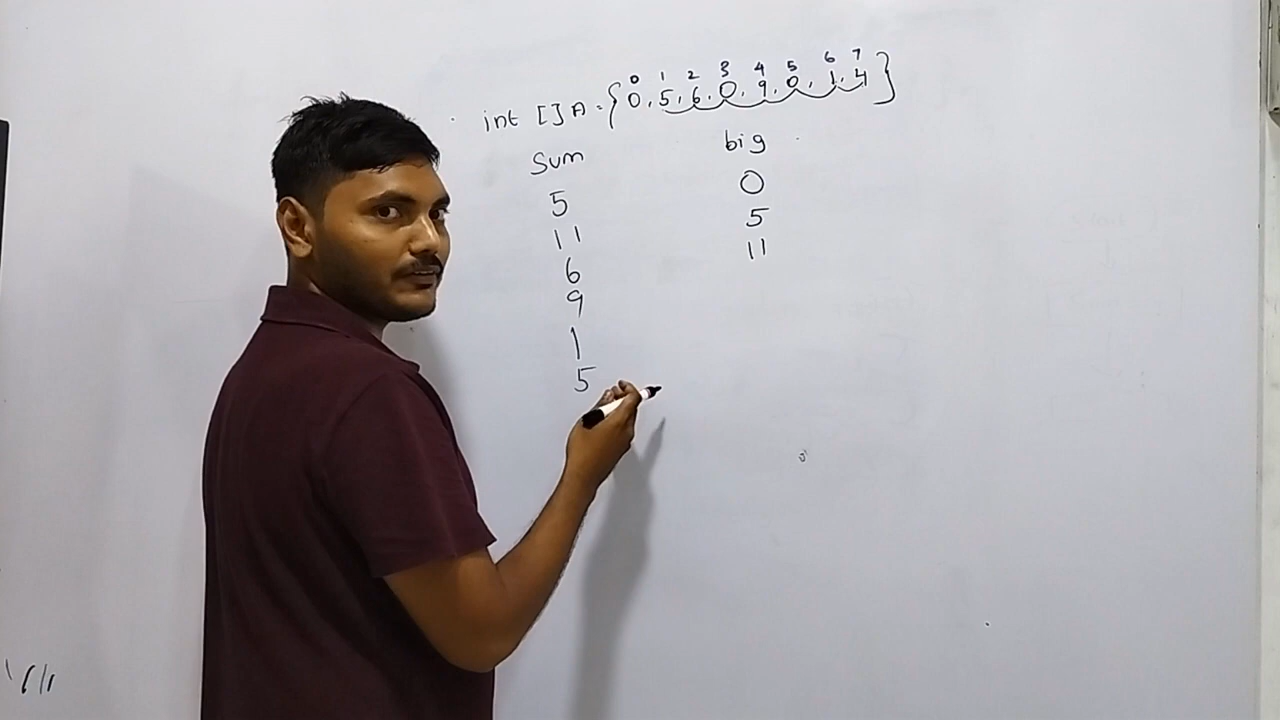 0 1 2 3 4 5 6 7
int [] A = {0, 5, 6, 0, 9, 0, 1, 4}
Sum big
5 0
11 5
6 11
9
1
5